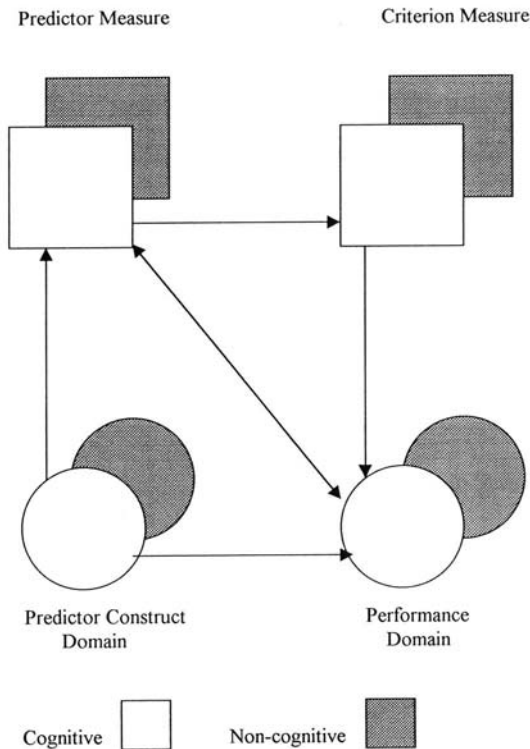 Predictor Measure
Criterion Measure
Predictor Construct
Domain
Performance
Domain
Cognitive
Non-cognitive